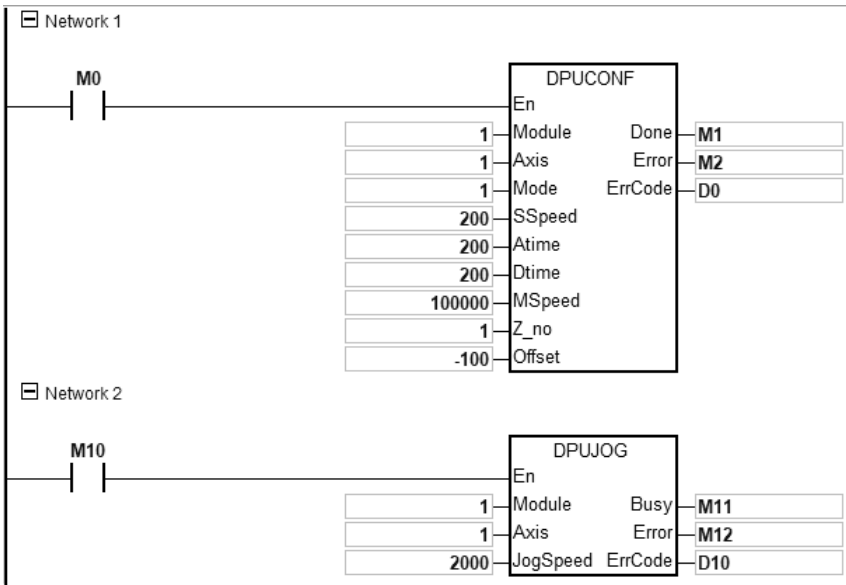 Network 1
M0
DPUCONF
En
1 Module Done M1
1 Axis Error M2
1 Mode ErrCode D0
200 SSpeed
200 Atime
200 Dtime
100000 MSpeed
1 Z_no
-100 Offset
Network 2
M10
DPUJOG
En
1 Module Busy M11
1 Axis Error M12
2000 JogSpeed ErrCode D10